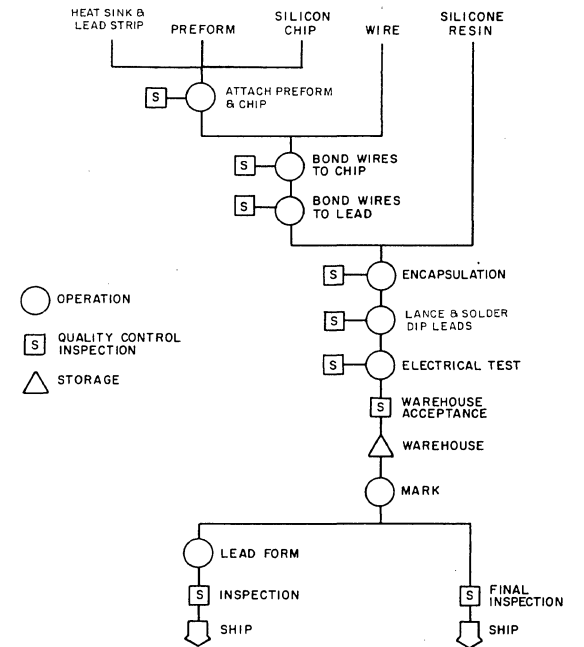 HEAT SINK &
LEAD STRIP
PREFORM
SILICON
CHIP
WIRE
SILICONE
RESIN
S
ATTACH PREFORM
& CHIP
S
BOND WIRES
TO CHIP
S
BOND WIRES
TO LEAD
S
ENCAPSULATION
OPERATION
S
LANCE & SOLDER
DIP LEADS
S
QUALITY CONTROL
INSPECTION
S
ELECTRICAL TEST
STORAGE
S
WAREHOUSE
ACCEPTANCE
WAREHOUSE
MARK
LEAD FORM
S
INSPECTION
S
FINAL
INSPECTION
SHIP
SHIP